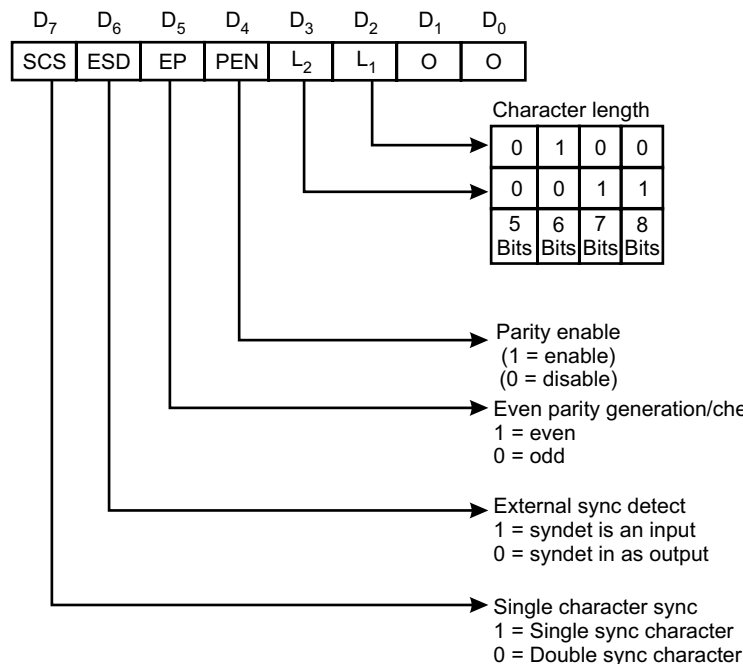 D₇ D₆ D₅ D₄ D₃ D₂ D₁ D₀
SCS ESD EP PEN L₂ L₁ O O
Character length
0 1 0 0
0 0 1 1
5 6 7 8
Bits Bits Bits Bits
Parity enable
(1 = enable)
(0 = disable)
Even parity generation/che
1 = even
0 = odd
External sync detect
1 = syndet is an input
0 = syndet in as output
Single character sync
1 = Single sync character
0 = Double sync character